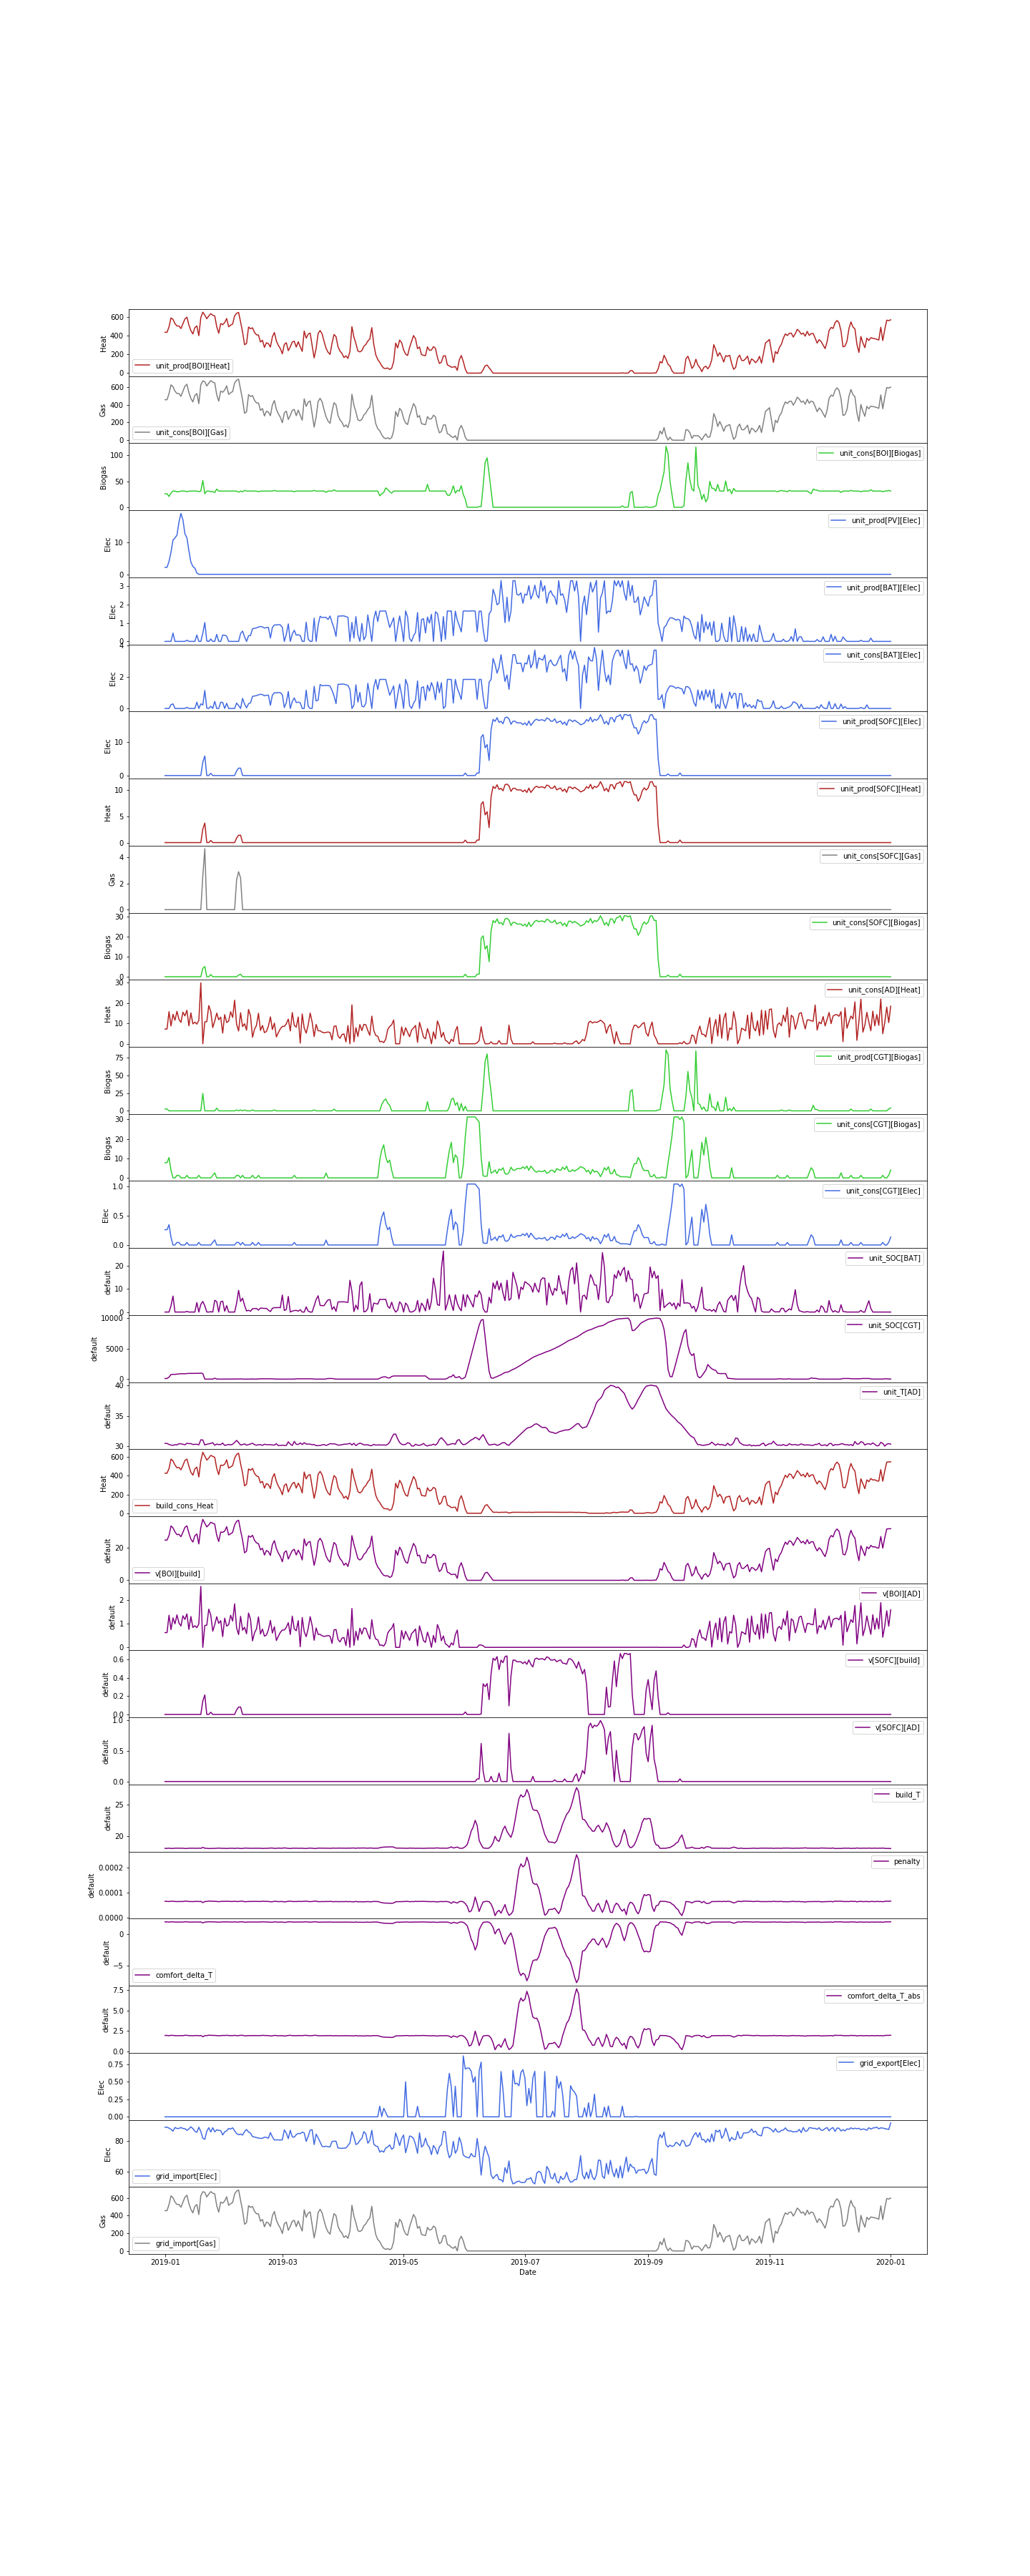 Heat
600
400
200
0
unit_prod[BOI][Heat]
Gas
600
400
200
0
unit_cons[BOI][Gas]
Biogas
100
50
0
unit_cons[BOI][Biogas]
Elec
10
0
unit_prod[PV][Elec]
Elec
3
2
1
0
unit_prod[BAT][Elec]
Elec
4
2
0
unit_cons[BAT][Elec]
Elec
10
0
unit_prod[SOFC][Elec]
Heat
10
5
0
unit_prod[SOFC][Heat]
Gas
4
2
0
unit_cons[SOFC][Gas]
Biogas
30
20
10
0
unit_cons[SOFC][Biogas]
Heat
30
20
10
0
unit_cons[AD][Heat]
Biogas
75
50
25
0
unit_prod[CGT][Biogas]
Biogas
30
20
10
0
unit_cons[CGT][Biogas]
Elec
1.0
0.5
0.0
unit_cons[CGT][Elec]
default
20
10
0
unit_SOC[BAT]
default
10000
5000
0
unit_SOC[CGT]
default
40
35
30
unit_T[AD]
Heat
600
400
200
0
build_cons_Heat
default
20
0
v[BOI][build]
default
2
1
0
v[BOI][AD]
default
0.6
0.4
0.2
0.0
v[SOFC][build]
default
1.0
0.5
0.0
v[SOFC][AD]
default
25
20
build_T
default
0.0002
0.0001
0.0000
penalty
default
0
−5
comfort_delta_T
default
7.5
5.0
2.5
0.0
comfort_delta_T_abs
Elec
0.75
0.50
0.25
0.00
grid_export[Elec]
Elec
80
60
grid_import[Elec]
Gas
600
400
200
0
grid_import[Gas]
2019-01 2019-03 2019-05 2019-07 2019-09 2019-11 2020-01
Date